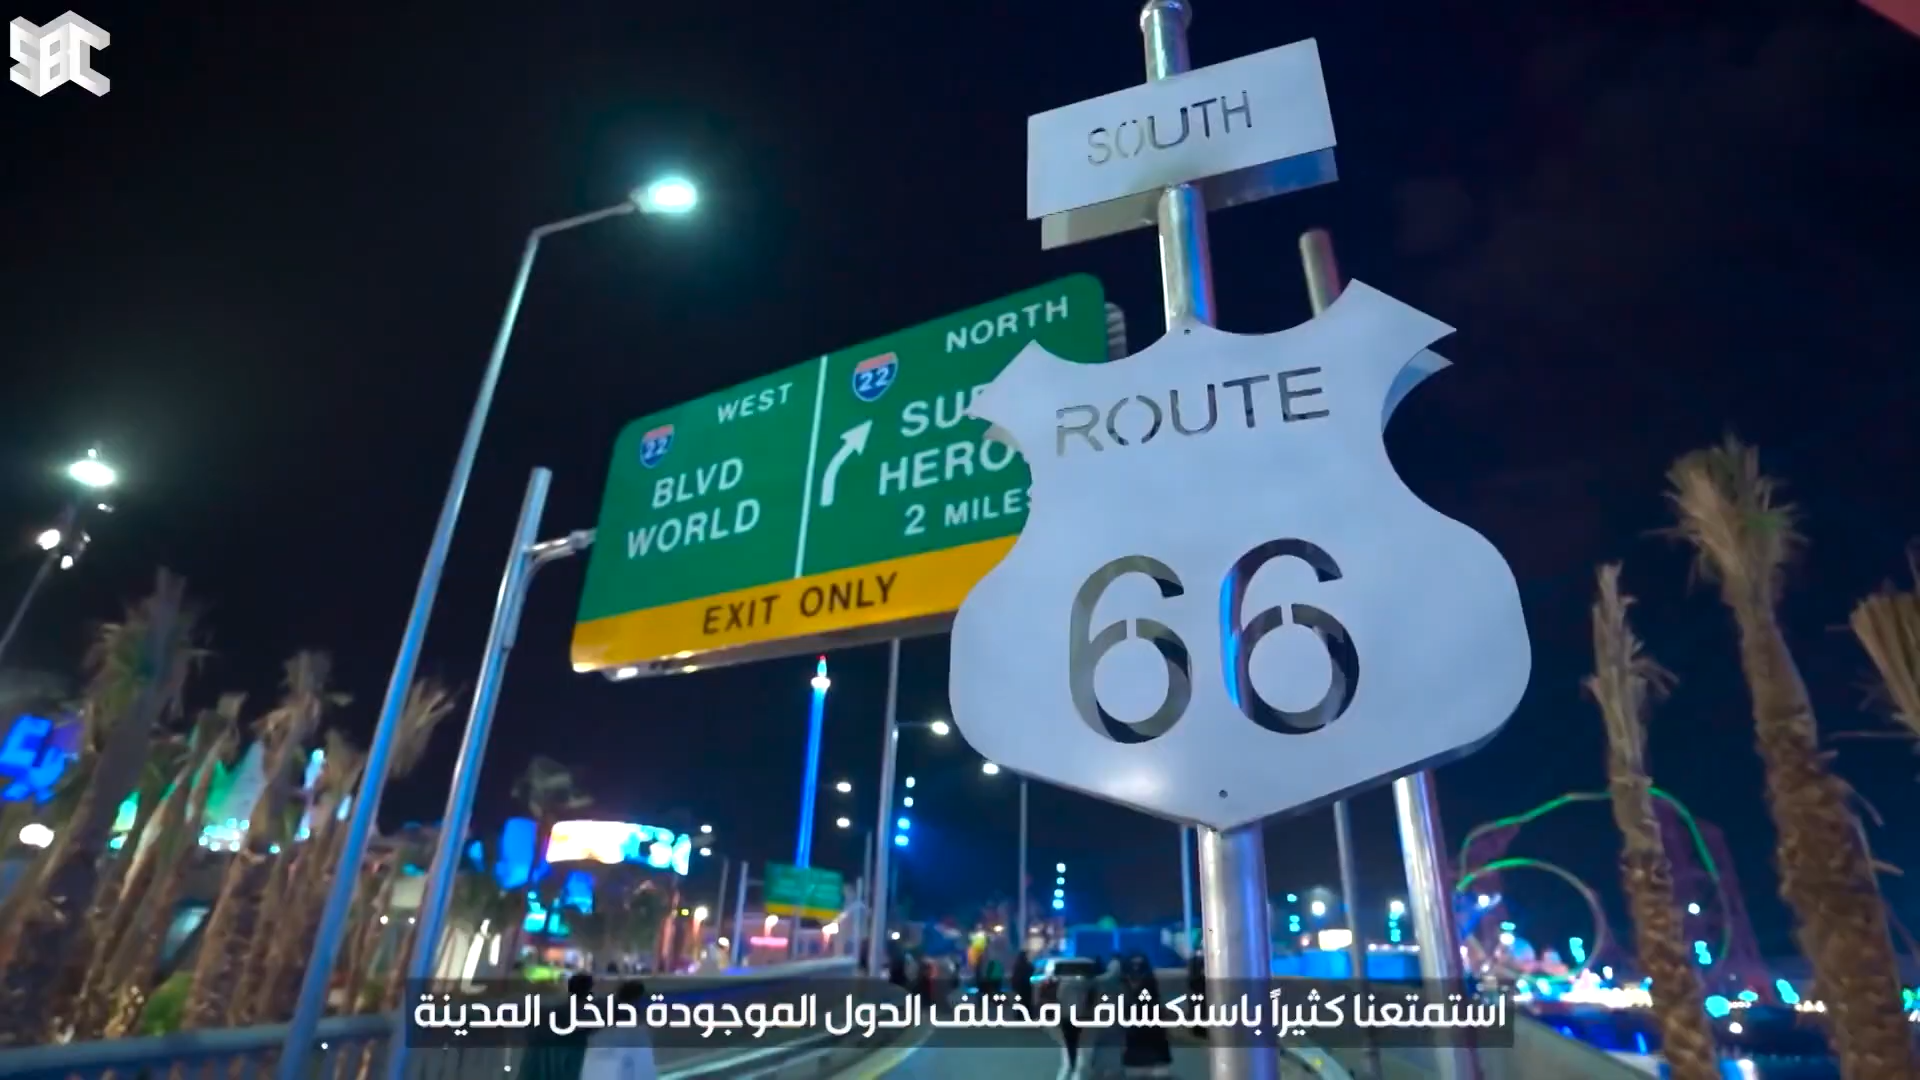 SBC
SOUTH
ROUTE
66
NORTH
22
HERO
2 MILES
WEST
22
BLVD
WORLD
EXIT ONLY
استمتعنا كثيراً باستكشاف مختلف الدول الموجودة داخل المدينة